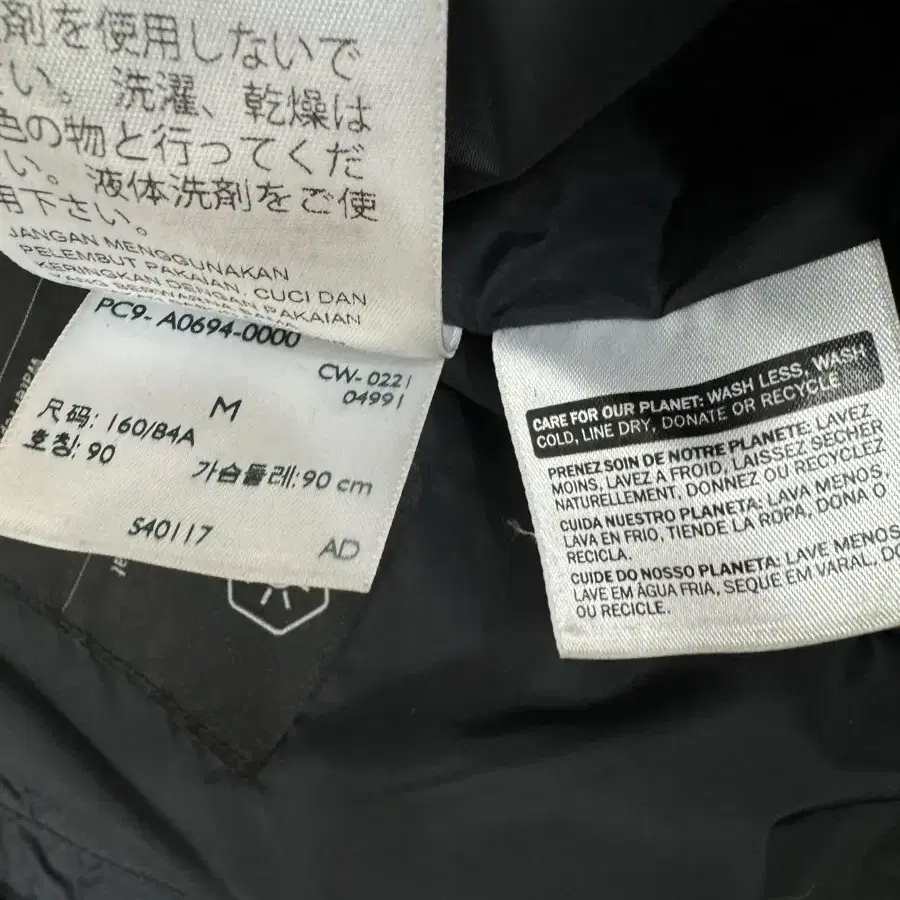 剤を使用しないで
い。洗濯、乾燥は
色の物と行ってくだ
い。液体洗剤をご使
用下さい。
JANGAN MENGGUNAKAN
PELEMBUT PAKAIAN, CUCI DAN
KERINGKAN DENGAN PAKAIAN
PC9- A0694-0000
CW-0221
04991
M
尺码: 160/84A
호칭: 90
가슴둘레: 90 cm
S40117
AD
CARE FOR OUR PLANET: WASH LESS, WASH
COLD, LINE DRY, DONATE OR RECYCLE
PRENEZ SOIN DE NOTRE PLANETE: LAVEZ
MOINS, LAVEZ A FROID, LAISSEZ SÉCHER
NATURELLEMENT, DONNEZ OU RECYCLEZ
CUIDA NUESTRO PLANETA: LAVA MENOS,
LAVA EN FRIO, TIENDE LA ROPA, DONA O
RECICLA.
CUIDE DO NOSSO PLANETA: LAVE MENOS
LAVE EM ÁGUA FRIA, SEQUE EM VARAL,
OU RECICLE.